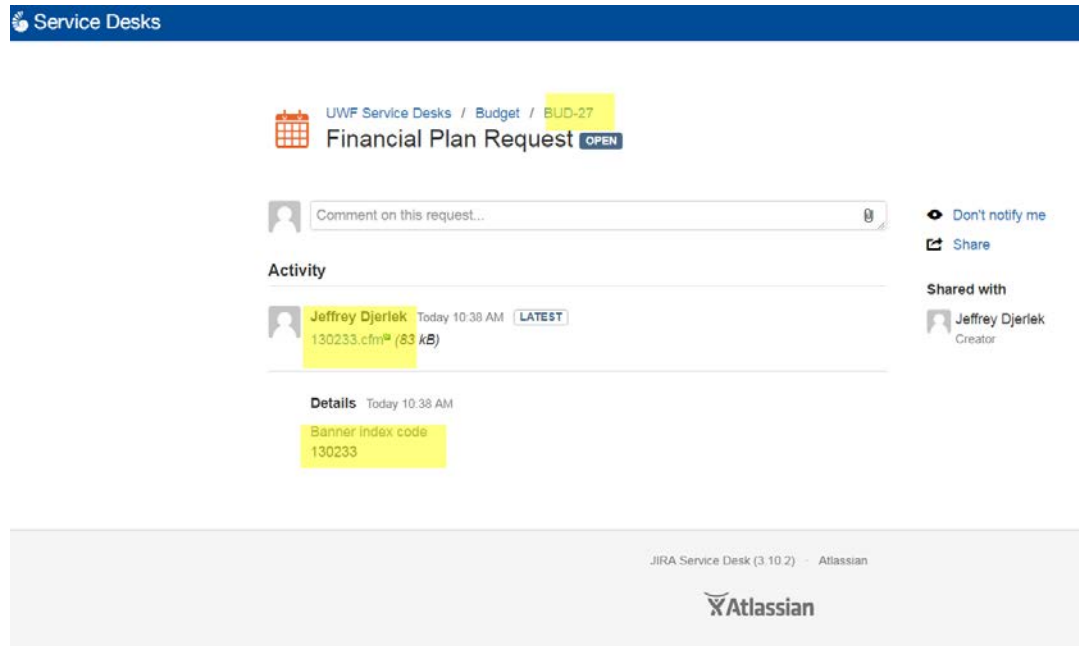 Service Desks
UWF Service Desks / Budget / BUD-27
Financial Plan Request OPEN
Comment on this request...
Don't notify me
Share
Activity
Shared with
Jeffrey Djerlek Today 10:38 AM LATEST
130233.cfm (83 kB)
Jeffrey Djerlek
Creator
Details Today 10:38 AM
Banner index code
130233
JIRA Service Desk (3.10.2) · Atlassian
Atlassian